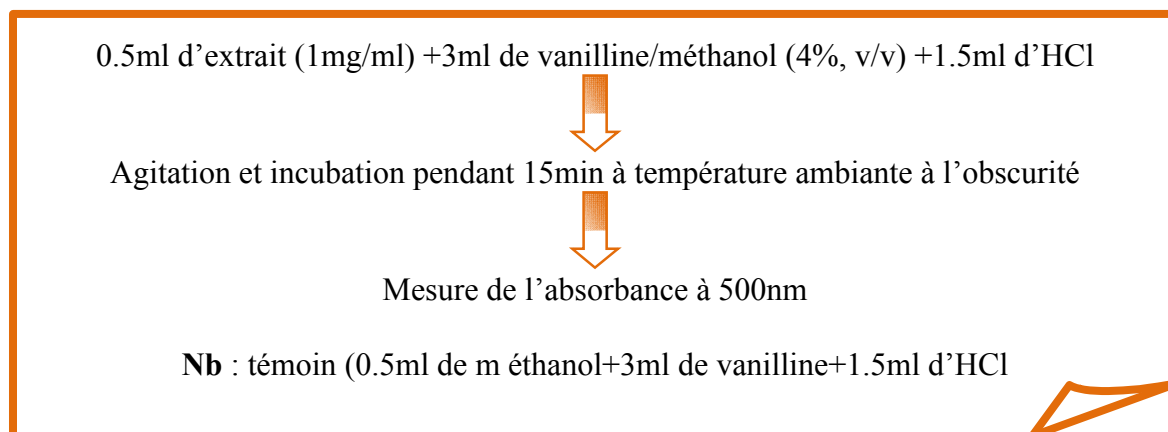 0.5ml d’extrait (1mg/ml) +3ml de vanilline/méthanol (4%, v/v) +1.5ml d’HCl
Agitation et incubation pendant 15min à température ambiante à l’obscurité
Mesure de l’absorbance à 500nm
Nb : témoin (0.5ml de m éthanol+3ml de vanilline+1.5ml d’HCl